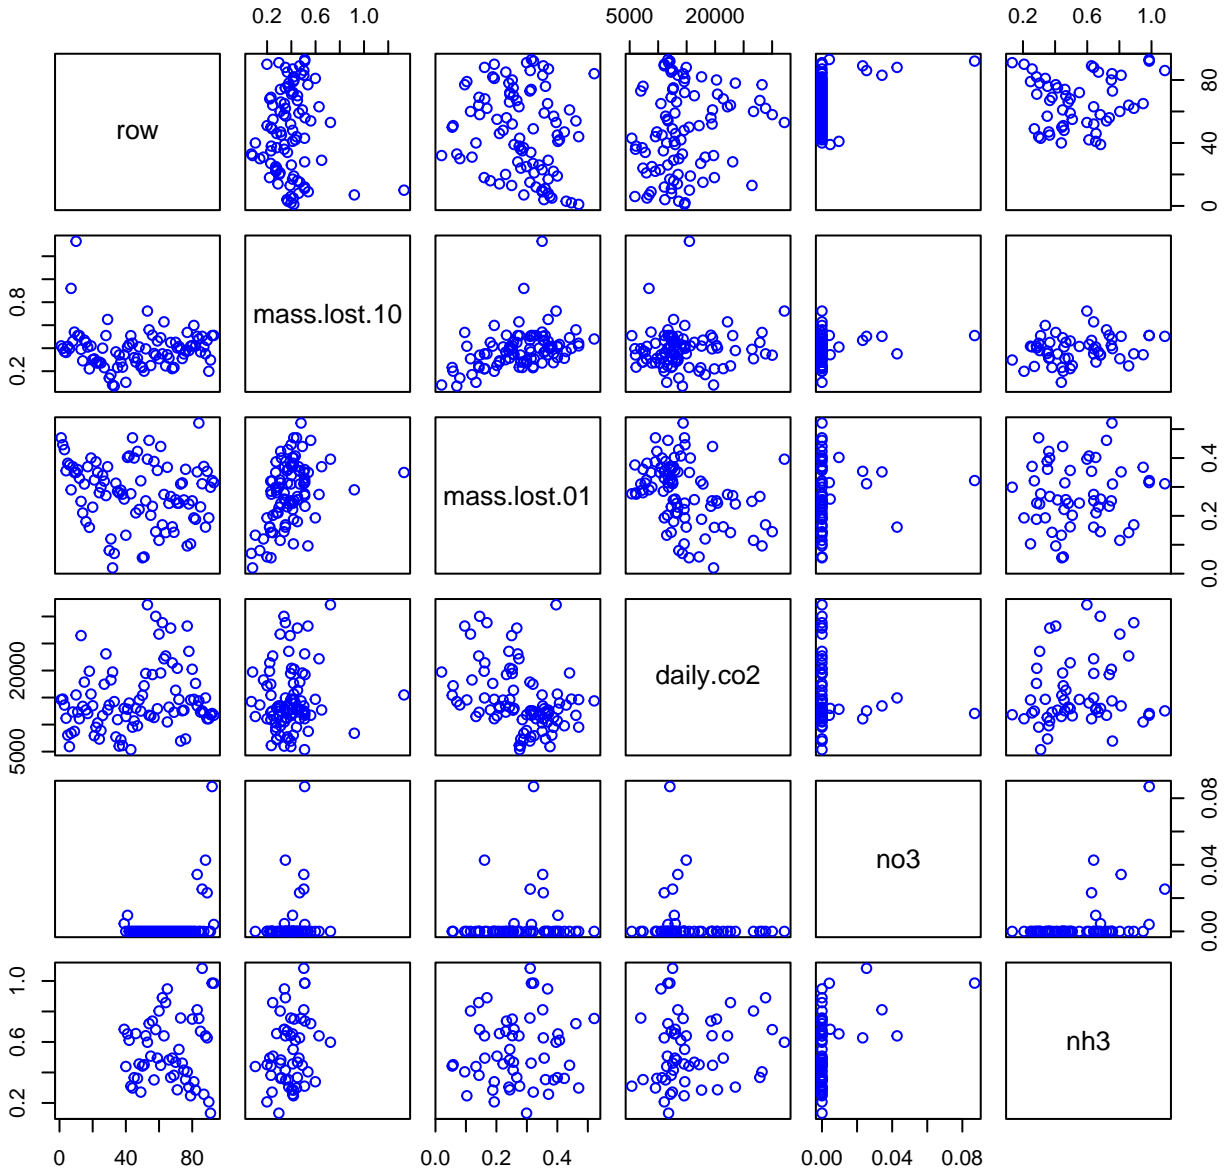 0.2 0.6 1.0 5000 20000 0.2 0.6 1.0
row 0 40 80
0.2 0.8 mass.lost.10
mass.lost.01 0.0 0.2 0.4
5000 20000 daily.co2
no3 0.00 0.04 0.08
0.2 0.6 1.0 nh3
0 40 80 0.0 0.2 0.4 0.00 0.04 0.08